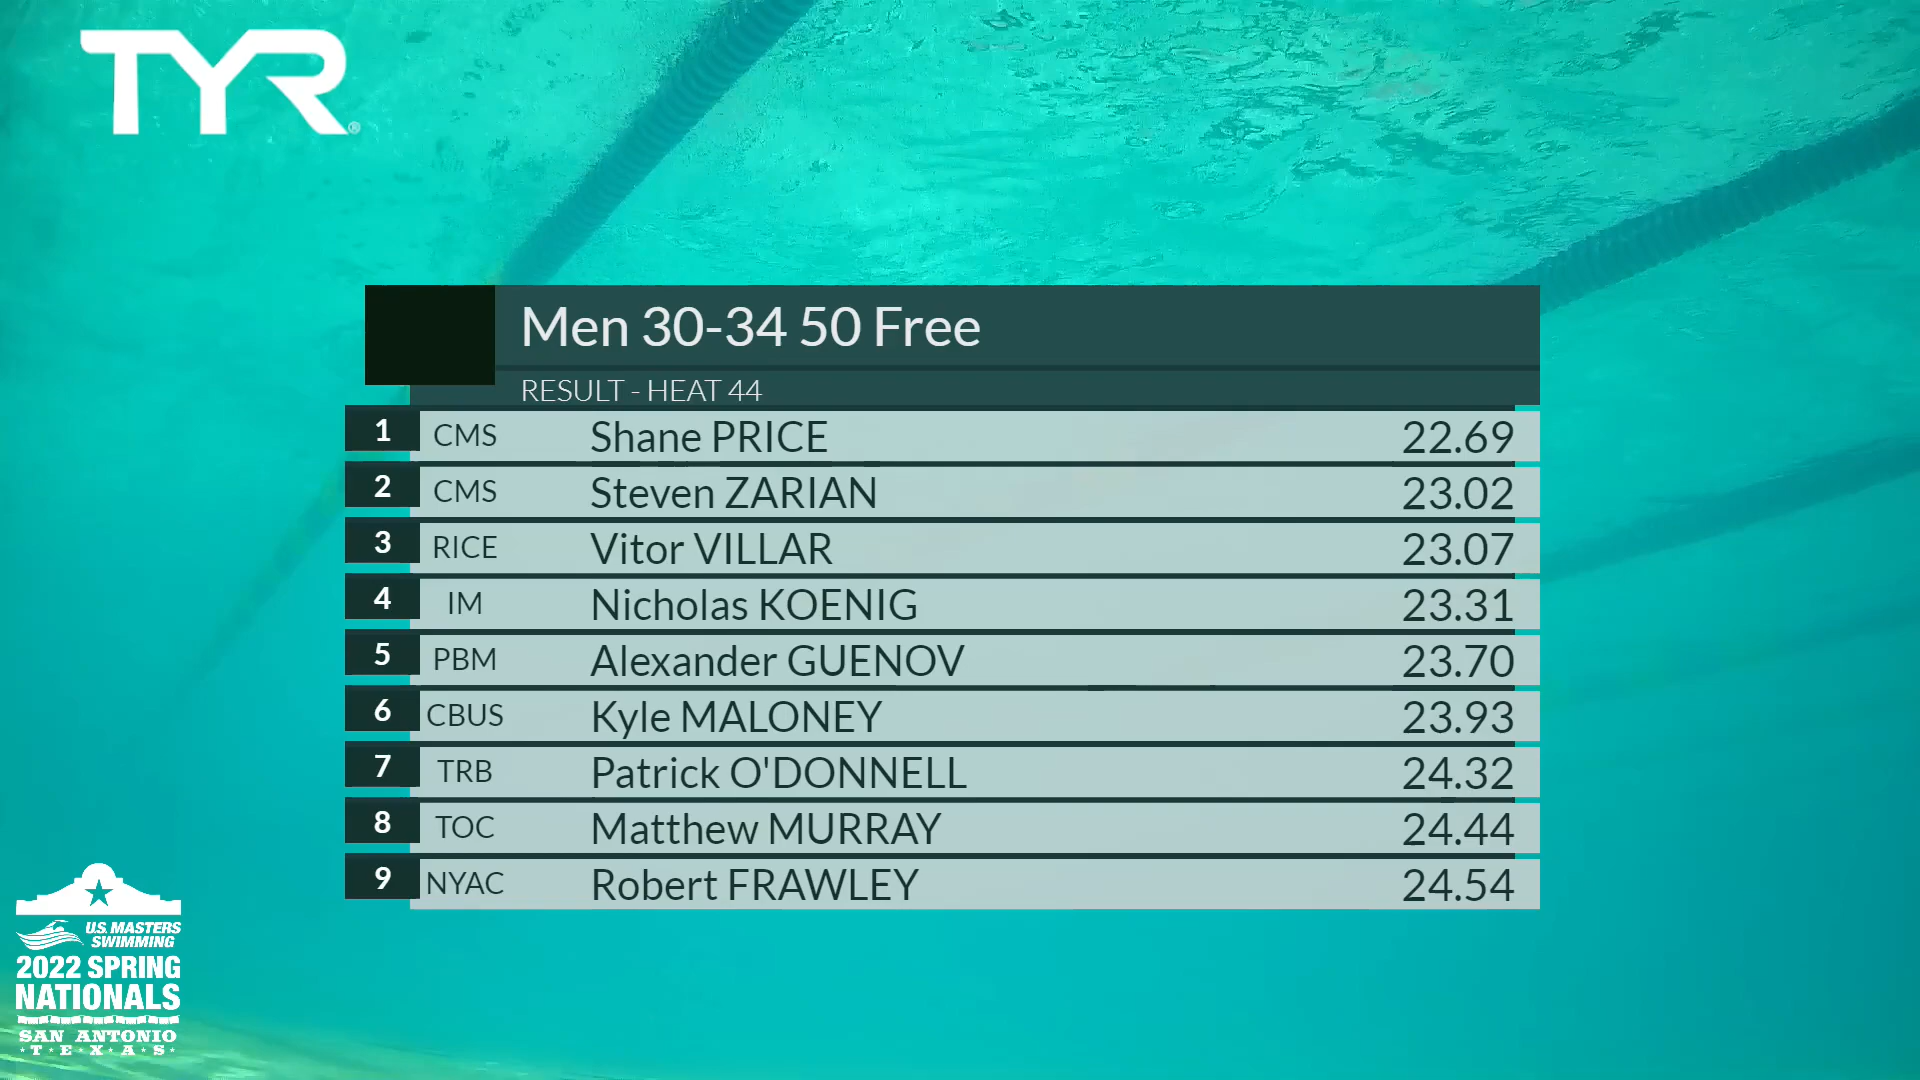 TYR®
Men 30-34 50 Free
RESULT - HEAT 44
1 CMS Shane PRICE 22.69
2 CMS Steven ZARIAN 23.02
3 RICE Vitor VILLAR 23.07
4 IM Nicholas KOENIG 23.31
5 PBM Alexander GUENOV 23.70
6 CBUS Kyle MALONEY 23.93
7 TRB Patrick O'DONNELL 24.32
8 TOC Matthew MURRAY 24.44
9 NYAC Robert FRAWLEY 24.54
U.S. MASTERS
SWIMMING
2022 SPRING
NATIONALS
SAN ANTONIO
TEXAS